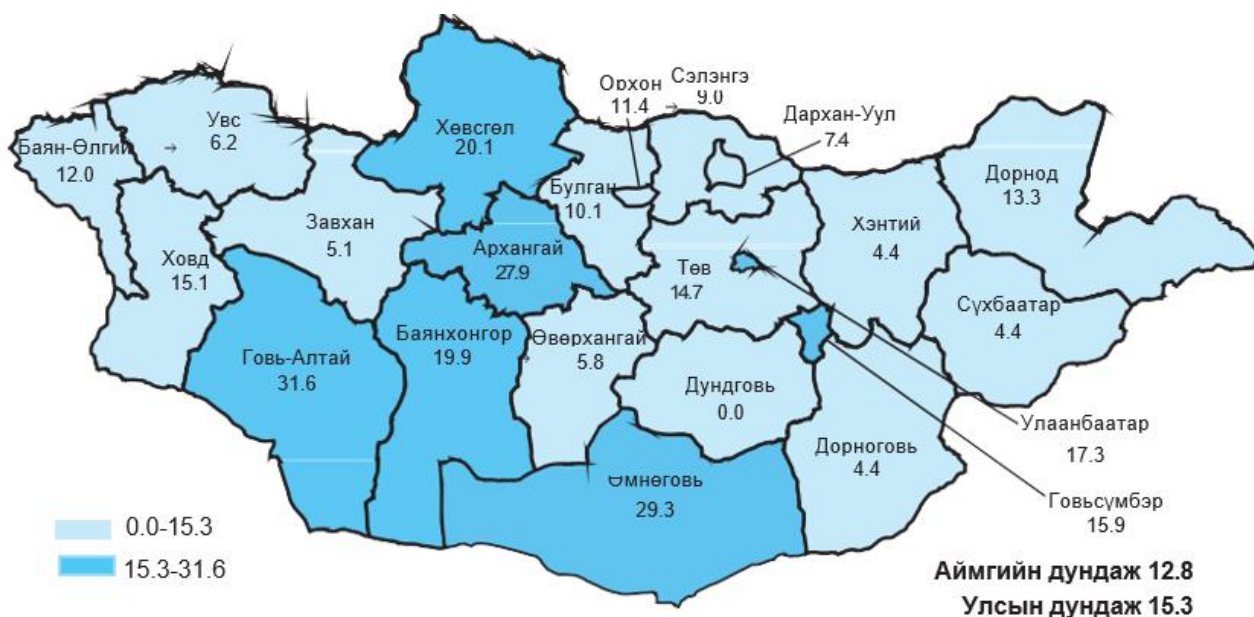 Орхон
11.4
Сэлэнгэ
9.0
Дархан-Уул
7.4
Увс
6.2
Баян-Өлгий
12.0
Хөвсгөл
20.1
Булган
10.1
Дорнод
13.3
Завхан
5.1
Архангай
27.9
Хэнтий
4.4
Ховд
15.1
Төв
14.7
Сүхбаатар
4.4
Говь-Алтай
31.6
Баянхонгор
19.9
Өвөрхангай
5.8
Дундговь
0.0
Улаанбаатар
17.3
Дорноговь
4.4
Өмнөговь
29.3
Говьсүмбэр
15.9
0.0-15.3
15.3-31.6
Аймгийн дундаж 12.8
Улсын дундаж 15.3